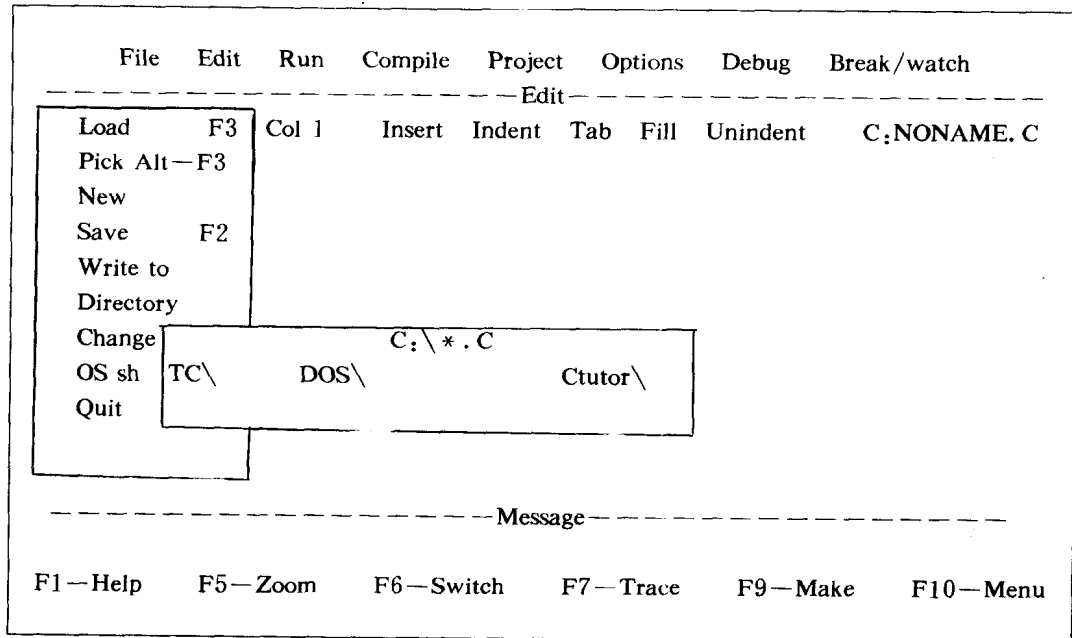 File Edit Run Compile Project Options Debug Break/watch
Edit
Load F3 Col 1 Insert Indent Tab Fill Unindent C:NONAME.C
Pick Alt—F3
New
Save F2
Write to
Directory
Change C:\*.C
OS sh TC\ DOS\ Ctutor\
Quit
Message
F1—Help F5—Zoom F6—Switch F7—Trace F9—Make F10—Menu